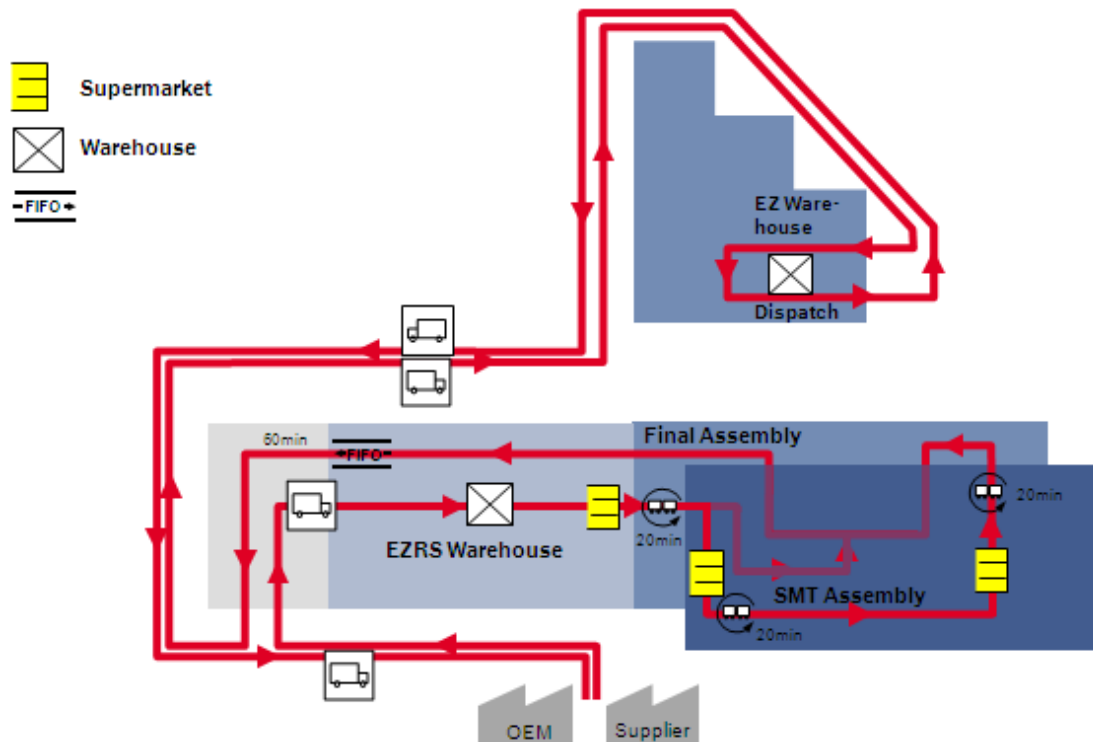 Supermarket
Warehouse
FIFO
EZ Ware-
house
Dispatch
60min
FIFO
Final Assembly
20min
EZRS Warehouse
20min
SMT Assembly
20min
OEM
Supplier